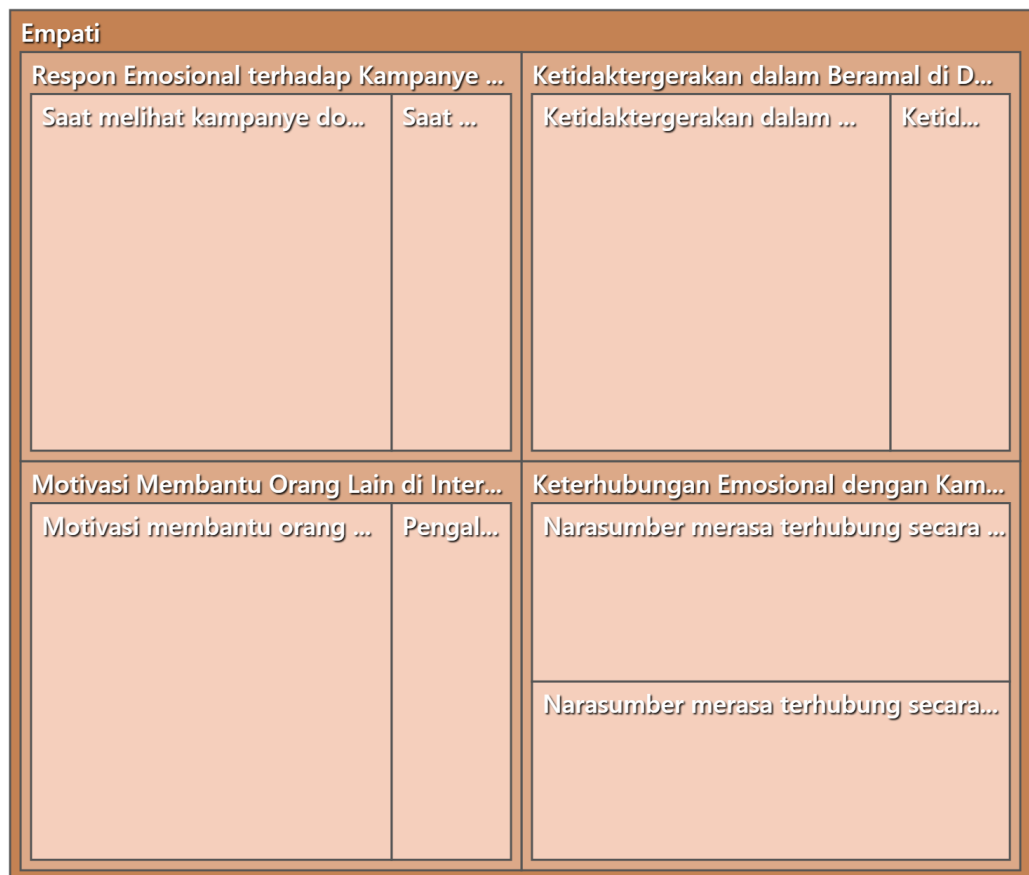 Empati
Respon Emosional terhadap Kampanye ...
Ketidaktergerakan dalam Beramal di D...
Saat melihat kampanye do...
Saat ...
Ketidaktergerakan dalam ...
Ketid...
Motivasi Membantu Orang Lain di Inter...
Keterhubungan Emosional dengan Kam...
Motivasi membantu orang ...
Pengal...
Narasumber merasa terhubung secara ...
Narasumber merasa terhubung secara...